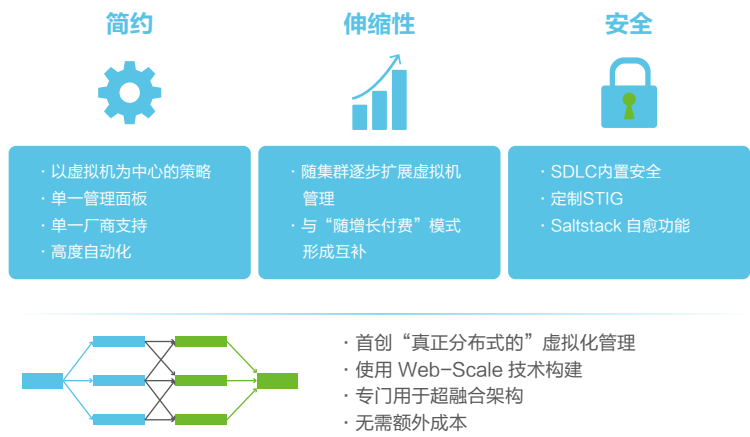 简约
伸缩性
安全
· 以虚拟机为中心的策略
· 单一管理面板
· 单一厂商支持
· 高度自动化
· 随集群逐步扩展虚拟机
管理
· 与“随增长付费”模式
形成互补
· SDLC内置安全
· 定制STIG
· Saltstack 自愈功能
· 首创“真正分布式的”虚拟化管理
· 使用 Web-Scale 技术构建
· 专门用于超融合架构
· 无需额外成本